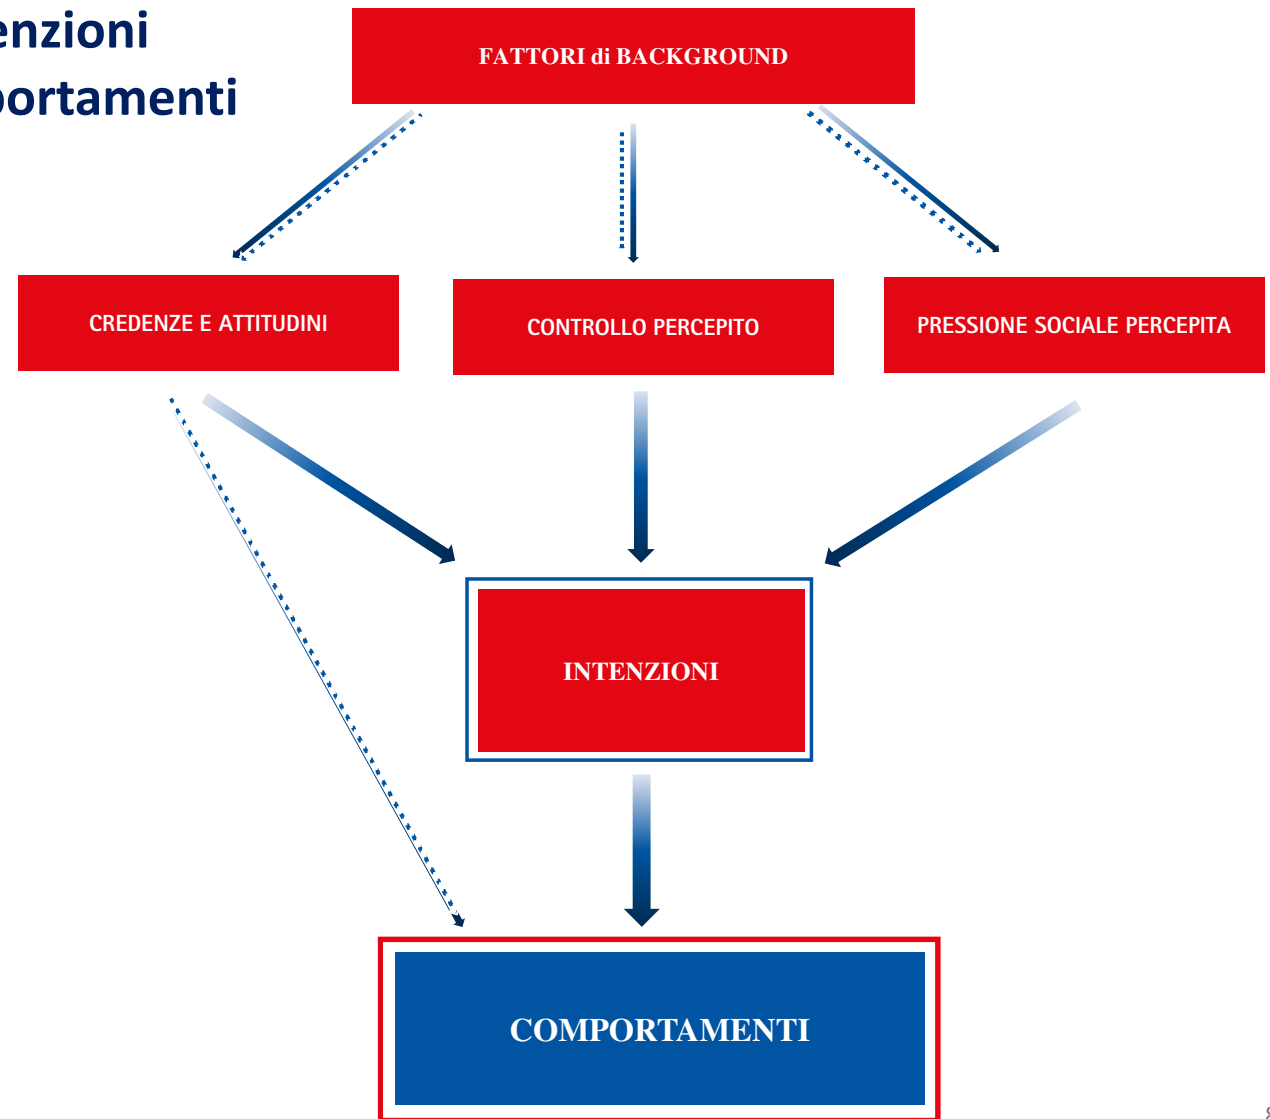 enzioni
portamenti
FATTORI di BACKGROUND
CREDENZE E ATTITUDINI
CONTROLLO PERCEPITO
PRESSIONE SOCIALE PERCEPITA
INTENZIONI
COMPORTAMENTI